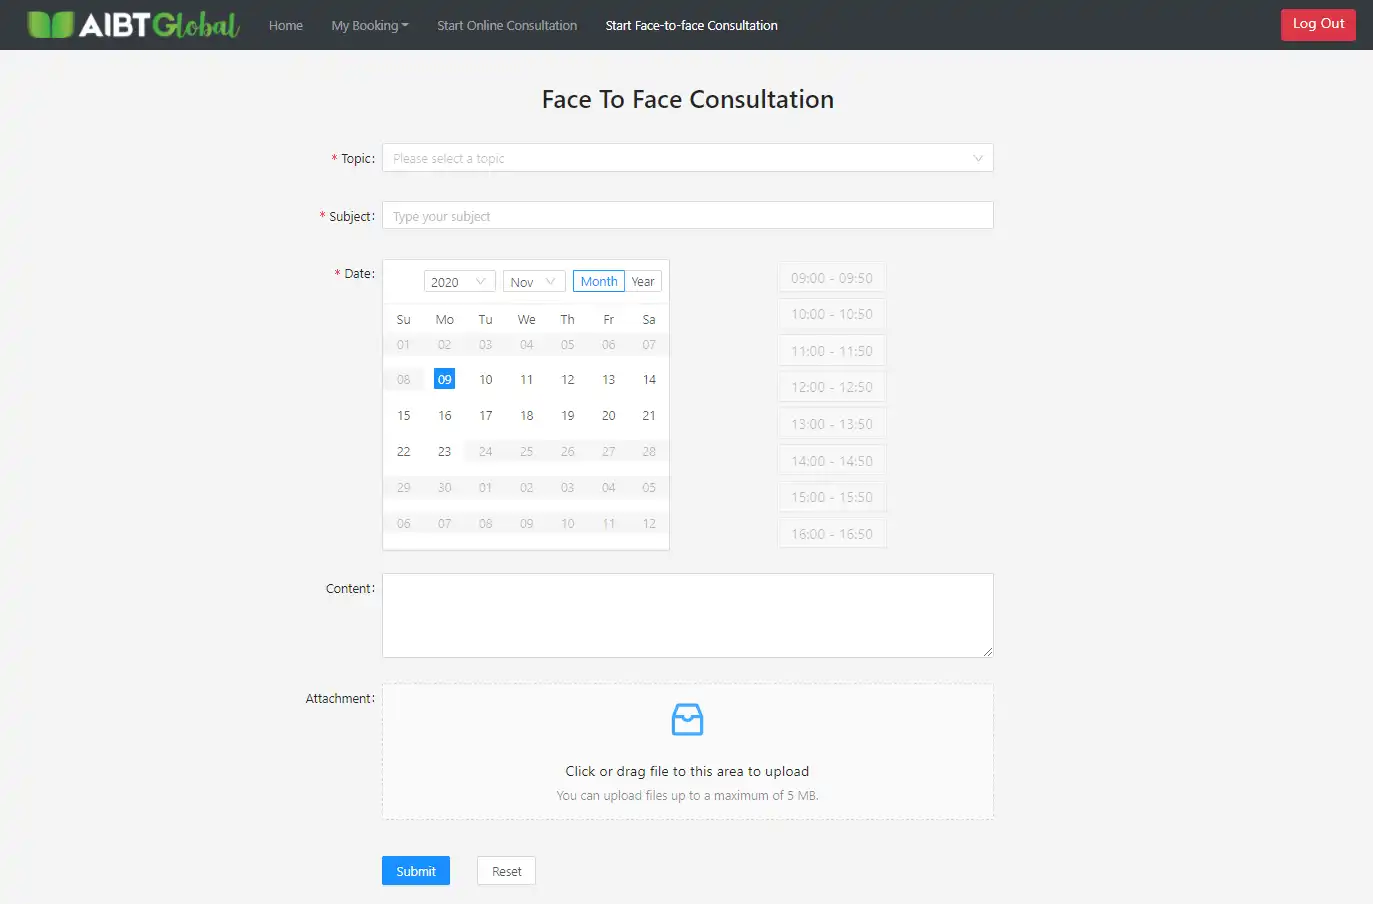 AIBTGlobal Home My Booking Start Online Consultation Start Face-to-face Consultation Log Out
Face To Face Consultation
* Topic: Please select a topic
* Subject: Type your subject
* Date: 2020 Nov Month Year
Su Mo Tu We Th Fr Sa
01 02 03 04 05 06 07
08 09 10 11 12 13 14
15 16 17 18 19 20 21
22 23 24 25 26 27 28
29 30 01 02 03 04 05
06 07 08 09 10 11 12
09:00 - 09:50
10:00 - 10:50
11:00 - 11:50
12:00 - 12:50
13:00 - 13:50
14:00 - 14:50
15:00 - 15:50
16:00 - 16:50
Content:
Attachment:
Click or drag file to this area to upload
You can upload files up to a maximum of 5 MB.
Submit Reset